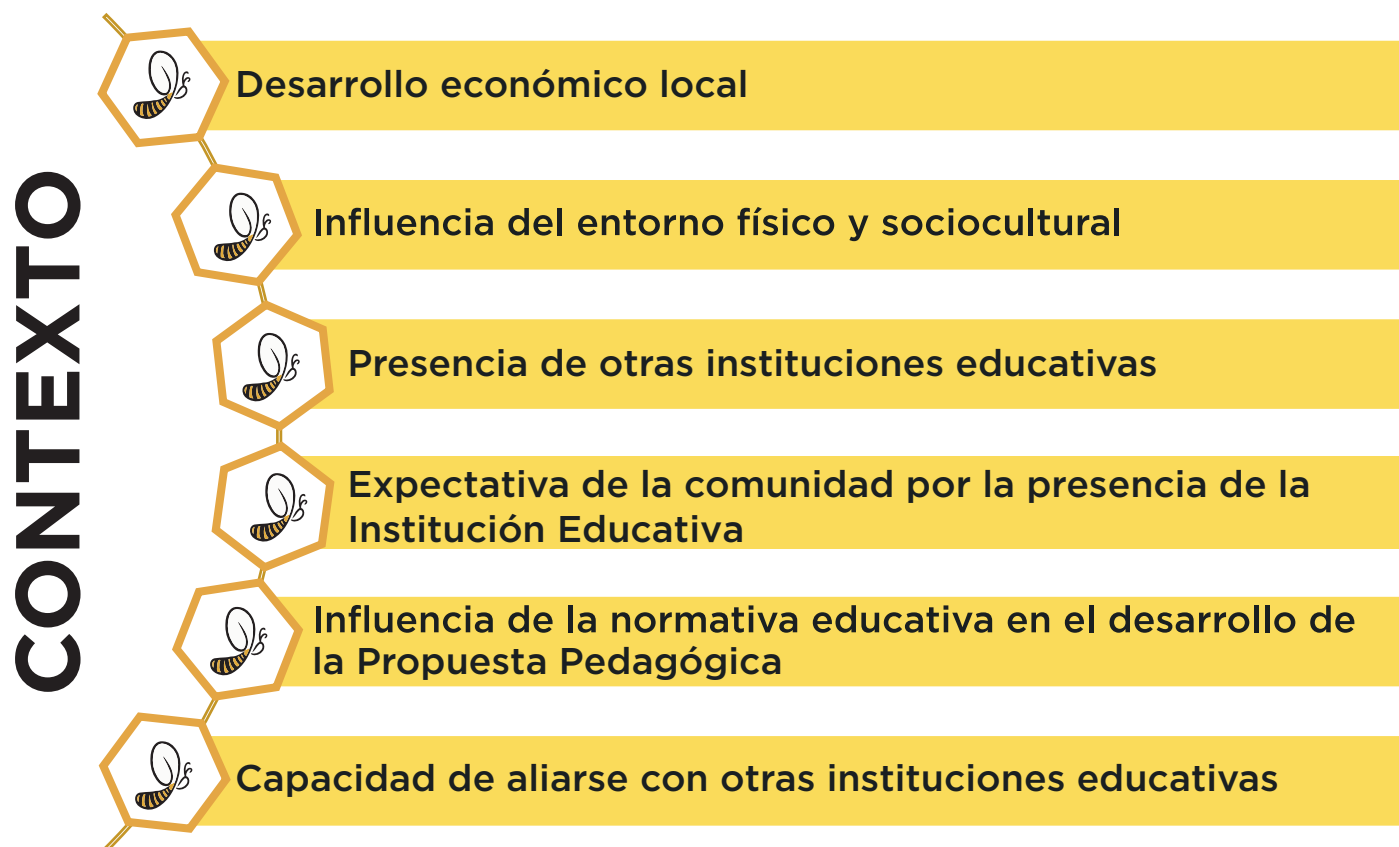 CONTEXTO
Desarrollo económico local
Influencia del entorno físico y sociocultural
Presencia de otras instituciones educativas
Expectativa de la comunidad por la presencia de la
Institución Educativa
Influencia de la normativa educativa en el desarrollo de
la Propuesta Pedagógica
Capacidad de aliarse con otras instituciones educativas